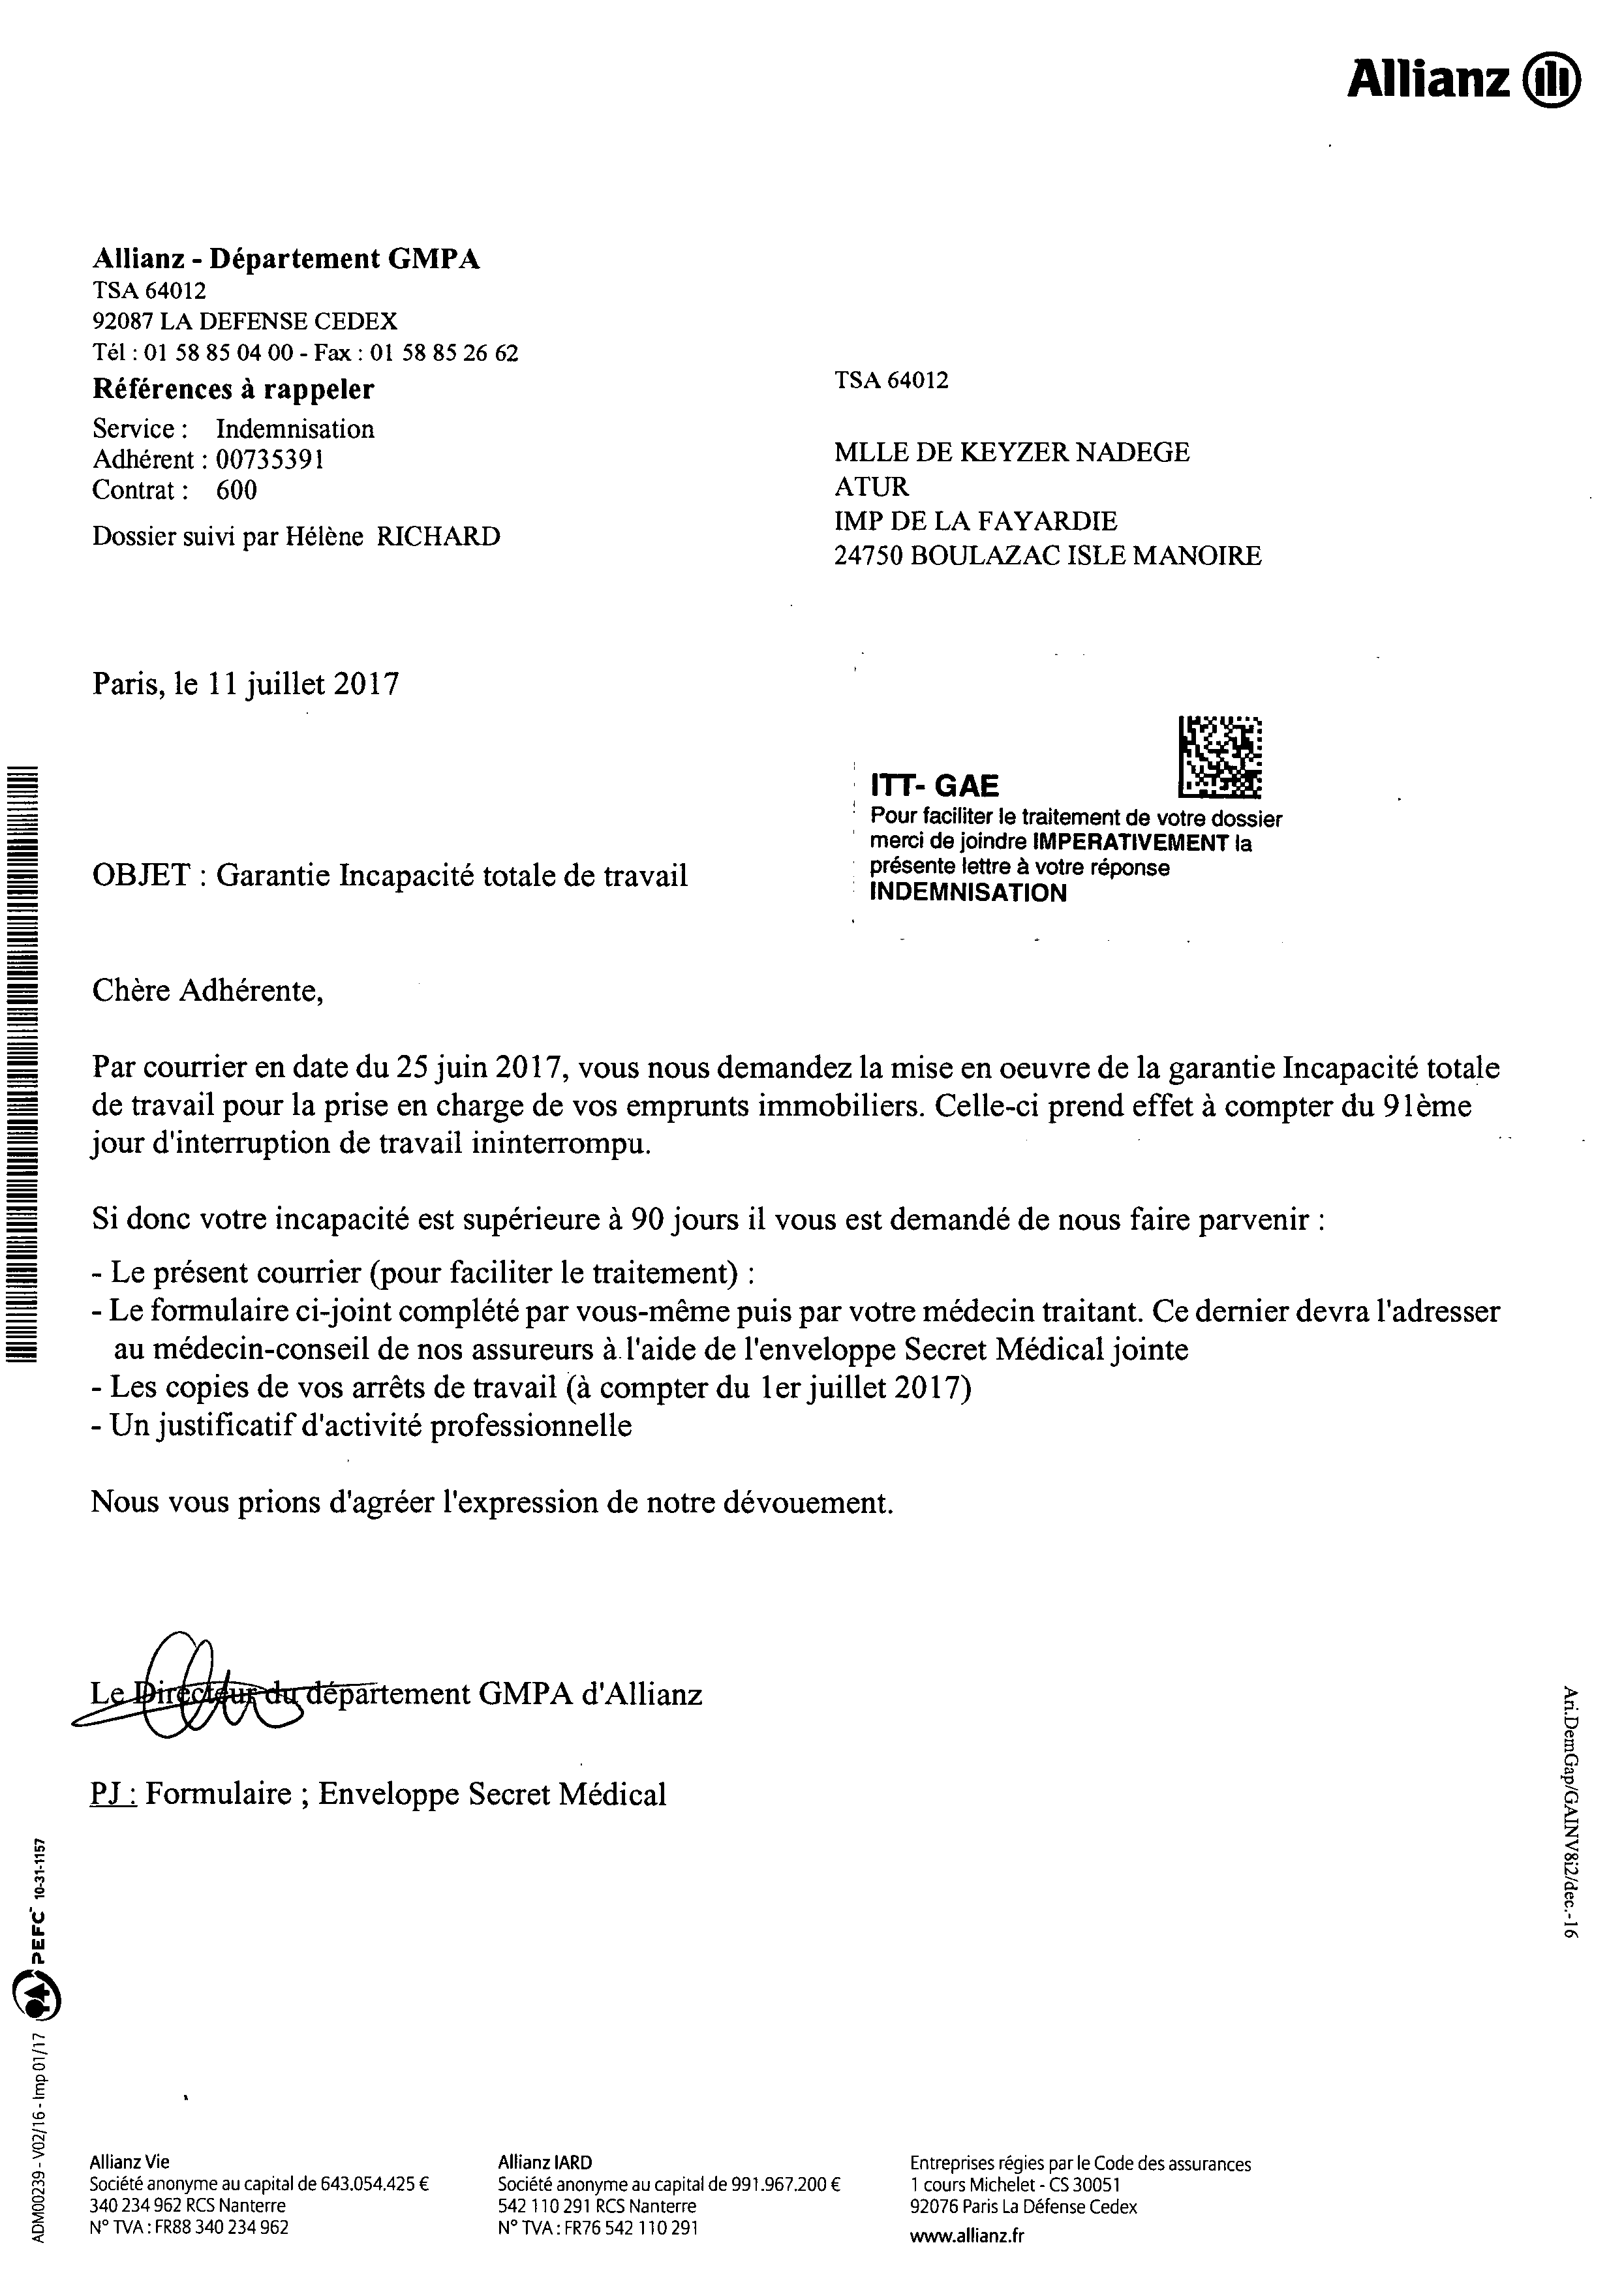 Allianz
Allianz - Département GMPA
TSA 64012
92087 LA DEFENSE CEDEX
Tél : 01 58 85 04 00 - Fax : 01 58 85 26 62
Références à rappeler
Service : Indemnisation
Adhérent : 00735391
Contrat : 600
Dossier suivi par Hélène RICHARD
TSA 64012
MLLE DE KEYZER NADEGE
ATUR
IMP DE LA FAYARDIE
24750 BOULAZAC ISLE MANOIRE
Paris, le 11 juillet 2017
ITT- GAE
Pour faciliter le traitement de votre dossier
merci de joindre IMPERATIVEMENT la
présente lettre à votre réponse
INDEMNISATION
OBJET : Garantie Incapacité totale de travail
Chère Adhérente,
Par courrier en date du 25 juin 2017, vous nous demandez la mise en oeuvre de la garantie Incapacité totale
de travail pour la prise en charge de vos emprunts immobiliers. Celle-ci prend effet à compter du 91ème
jour d'interruption de travail ininterrompu.
Si donc votre incapacité est supérieure à 90 jours il vous est demandé de nous faire parvenir :
- Le présent courrier (pour faciliter le traitement) :
- Le formulaire ci-joint complété par vous-même puis par votre médecin traitant. Ce dernier devra l'adresser
au médecin-conseil de nos assureurs à l'aide de l'enveloppe Secret Médical jointe
- Les copies de vos arrêts de travail (à compter du 1er juillet 2017)
- Un justificatif d'activité professionnelle
Nous vous prions d'agréer l'expression de notre dévouement.
Le Directeur du département GMPA d'Allianz
PJ : Formulaire ; Enveloppe Secret Médical
Ari.DemGap/GAINV8i2/dec.-16
ADM00239 - V02/16 - Imp 01/17 PEFC 10-31-1157
Allianz Vie
Société anonyme au capital de 643.054.425 €
340 234 962 RCS Nanterre
N° TVA : FR88 340 234 962
Allianz IARD
Société anonyme au capital de 991.967.200 €
542 110 291 RCS Nanterre
N° TVA : FR76 542 110 291
Entreprises régies par le Code des assurances
1 cours Michelet - CS 30051
92076 Paris La Défense Cedex
www.allianz.fr